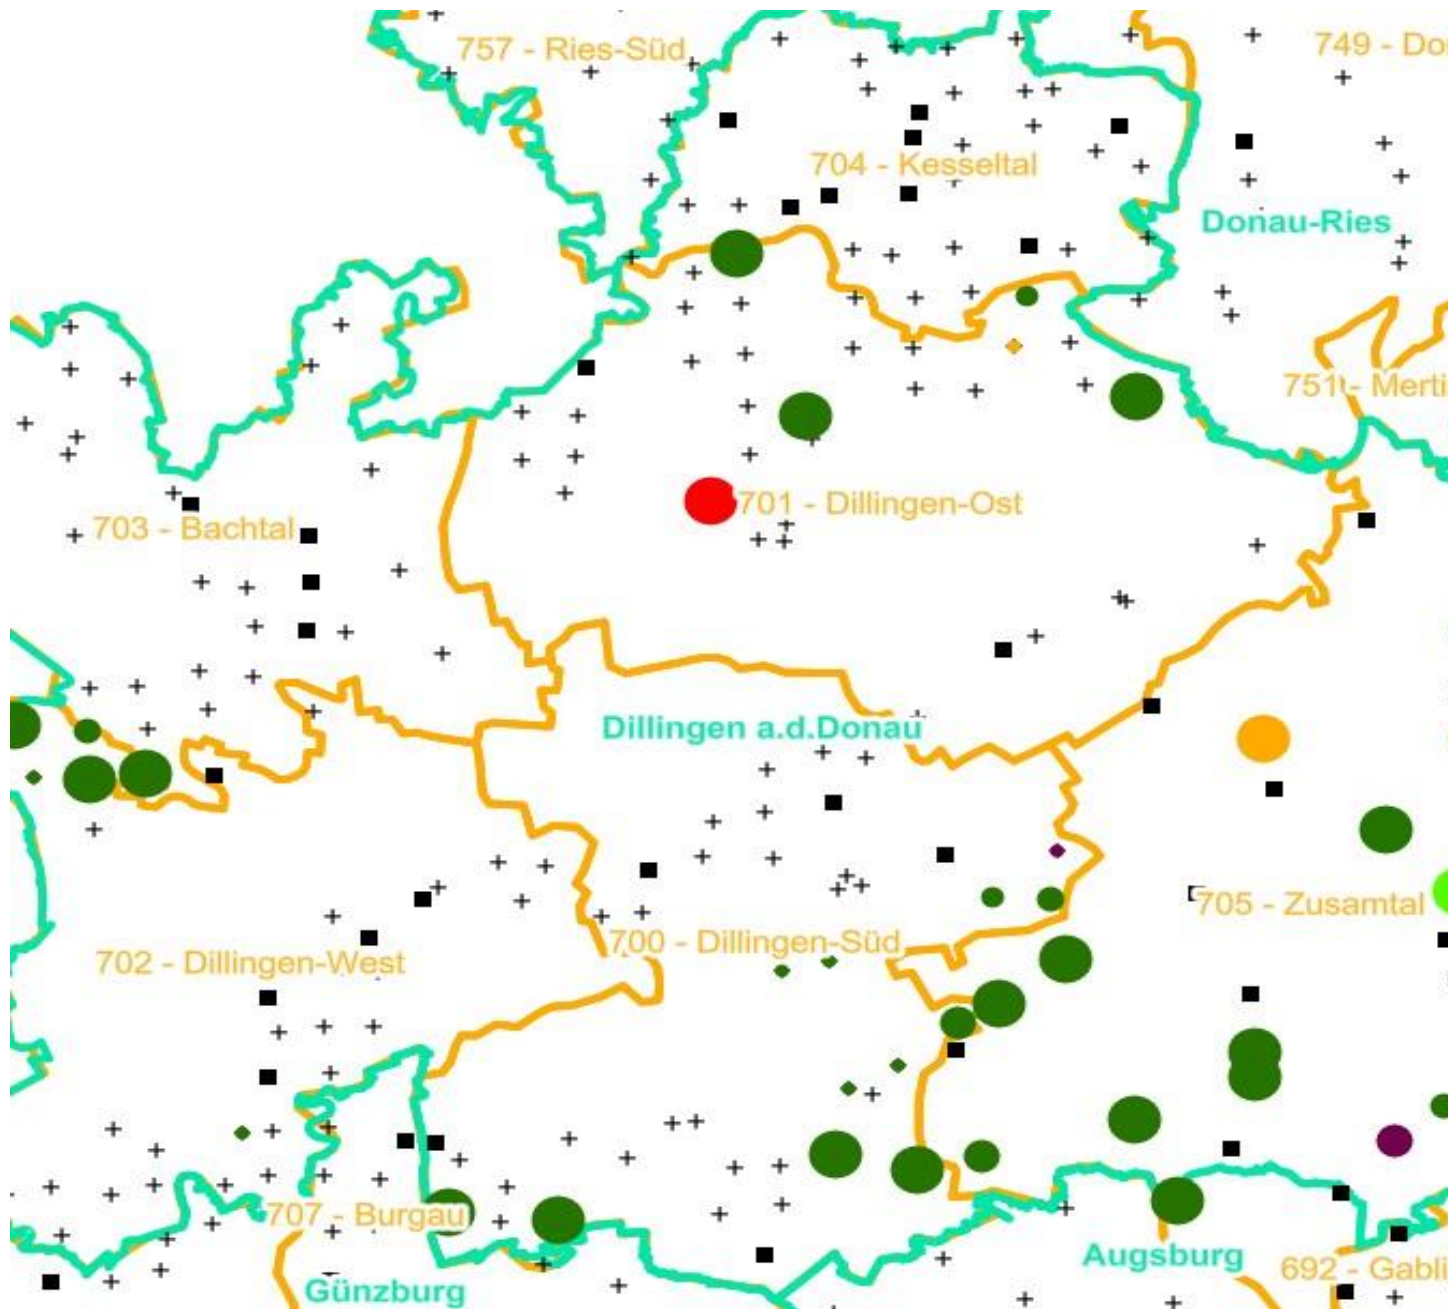 757 - Ries-Süd
749 - Do
704 - Kesseltal
Donau-Ries
751 - Merti
701 - Dillingen-Ost
703 - Bachtal
Dillingen a.d.Donau
705 - Zusamtal
700 - Dillingen-Süd
702 - Dillingen-West
707 - Burgau
Augsburg
692 - Gabli
Günzburg